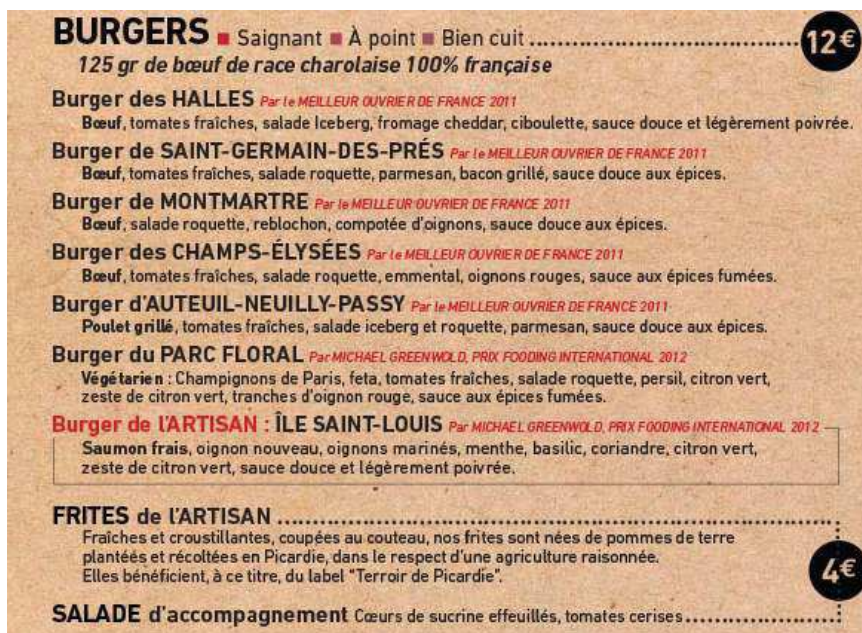 BURGERS ■ Saignant ■ À point ■ Bien cuit ........................................ 12€
125 gr de bœuf de race charolaise 100% française
Burger des HALLES Par le MEILLEUR OUVRIER DE FRANCE 2011
Bœuf, tomates fraîches, salade Iceberg, fromage cheddar, ciboulette, sauce douce et légèrement poivrée.
Burger de SAINT-GERMAIN-DES-PRÉS Par le MEILLEUR OUVRIER DE FRANCE 2011
Bœuf, tomates fraîches, salade roquette, parmesan, bacon grillé, sauce douce aux épices.
Burger de MONTMARTRE Par le MEILLEUR OUVRIER DE FRANCE 2011
Bœuf, salade roquette, reblochon, compotée d'oignons, sauce douce aux épices.
Burger des CHAMPS-ÉLYSÉES Par le MEILLEUR OUVRIER DE FRANCE 2011
Bœuf, tomates fraîches, salade roquette, emmental, oignons rouges, sauce aux épices fumées.
Burger d'AUTEUIL-NEUILLY-PASSY Par le MEILLEUR OUVRIER DE FRANCE 2011
Poulet grillé, tomates fraîches, salade iceberg et roquette, parmesan, sauce douce aux épices.
Burger du PARC FLORAL Par MICHAEL GREENWOLD, PRIX FOODING INTERNATIONAL 2012
Végétarien : Champignons de Paris, feta, tomates fraîches, salade roquette, persil, citron vert,
zeste de citron vert, tranches d'oignon rouge, sauce aux épices fumées.
Burger de L'ARTISAN : ÎLE SAINT-LOUIS Par MICHAEL GREENWOLD, PRIX FOODING INTERNATIONAL 2012
Saumon frais, oignon nouveau, oignons marinés, menthe, basilic, coriandre, citron vert,
zeste de citron vert, sauce douce et légèrement poivrée.
FRITES de L'ARTISAN ........................................
Fraîches et croustillantes, coupées au couteau, nos frites sont nées de pommes de terre
plantéés et récoltées en Picardie, dans le respect d'une agriculture raisonnée.
Elles bénéficient, à ce titre, du label "Terroir de Picardie".
4€
SALADE d'accompagnement Cœurs de sucrine effeuillés, tomates cerises ....................